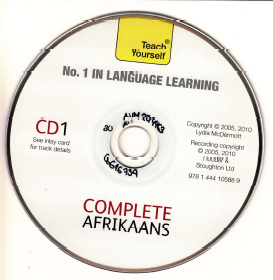 Teach
Yourself
No. 1 IN LANGUAGE LEARNING
CD1
See inlay card
for track details
Copyright © 2005, 2010
Lydia McDermott
Recording copyright
© 2005, 2010
Stoughton Ltd
978 1 444 10588 9
COMPLETE
AFRIKAANS